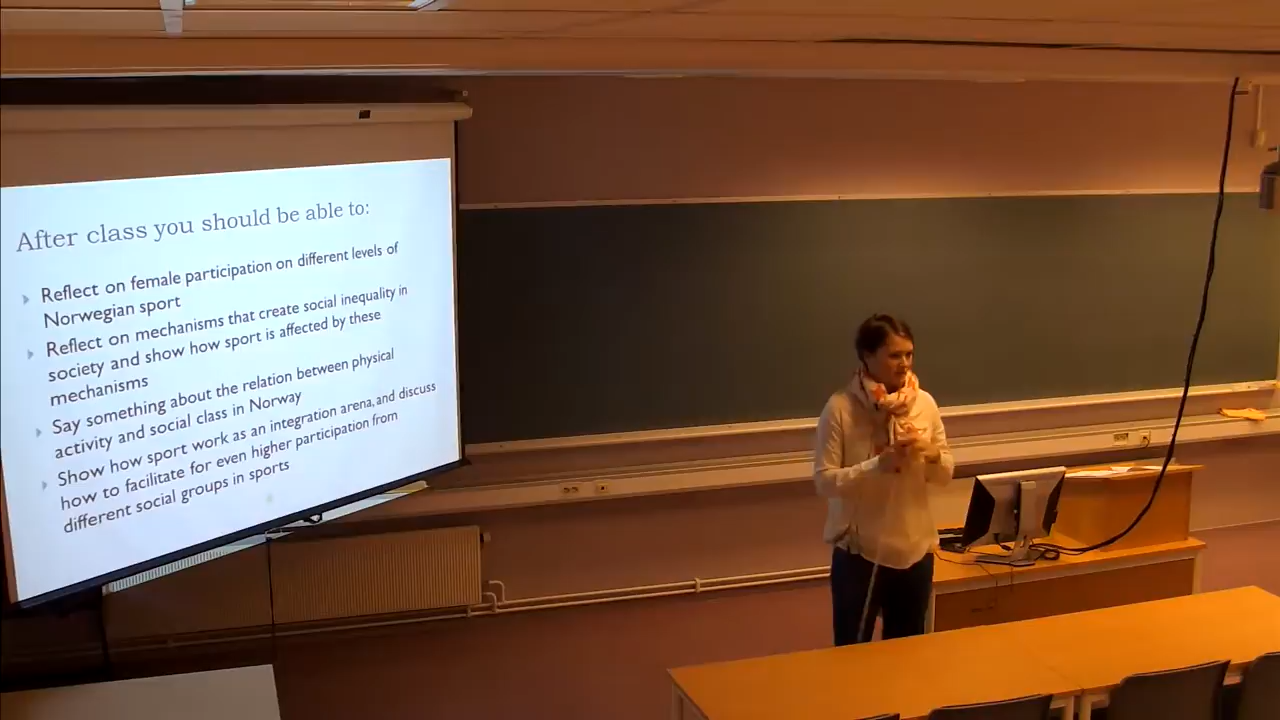 After class you should be able to:
Reflect on female participation on different levels of
Norwegian sport
Reflect on mechanisms that create social inequality in
society and show how sport is affected by these
mechanisms
Say something about the relation between physical
activity and social class in Norway
Show how sport work as an integration arena, and discuss
how to facilitate for even higher participation from
different social groups in sports